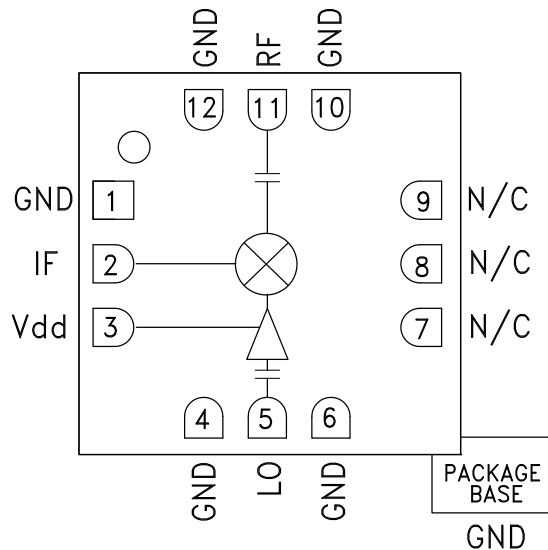 GND
RF
GND
12
11
10
GND
1
9
N/C
IF
2
8
N/C
Vdd
3
7
N/C
4
5
6
GND
LO
GND
PACKAGE
BASE
GND